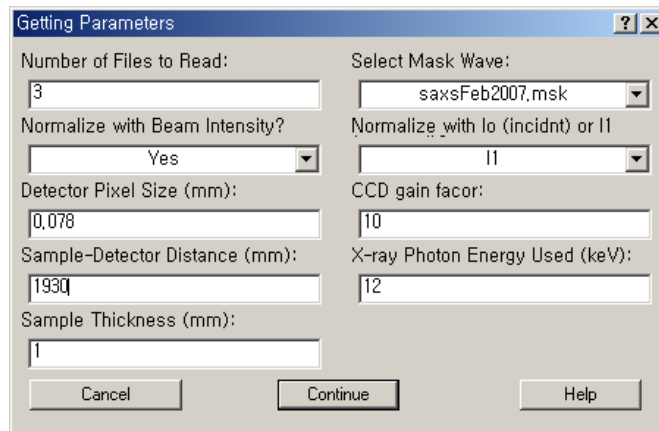 Getting Parameters
Number of Files to Read:
Select Mask Wave:
3
saxsFeb2007.msk
Normalize with Beam Intensity?
Normalize with Io (incidnt) or I1
Yes
I1
Detector Pixel Size (mm):
CCD gain facor:
0.078
10
Sample-Detector Distance (mm):
X-ray Photon Energy Used (keV):
1930
12
Sample Thickness (mm):
1
Cancel
Continue
Help